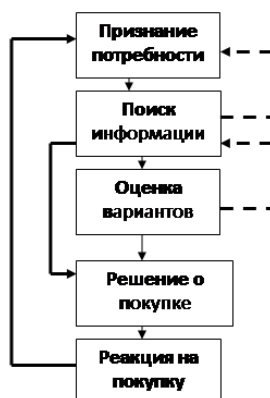 Признание
потребности
Поиск
информации
Оценка
вариантов
Решение о
покупке
Реакция на
покупку